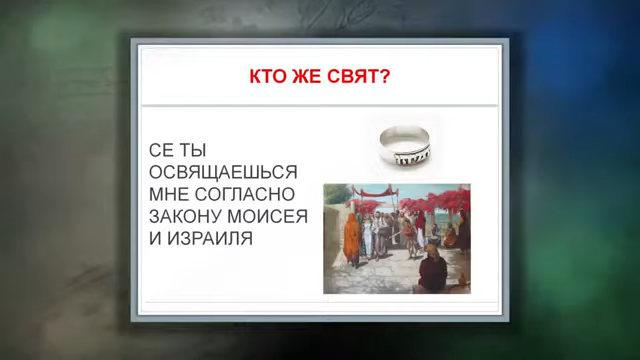 КТО ЖЕ СВЯТ?
СЕ ТЫ
ОСВЯЩАЕШЬСЯ
МНЕ СОГЛАСНО
ЗАКОНУ МОИСЕЯ
И ИЗРАИЛЯ